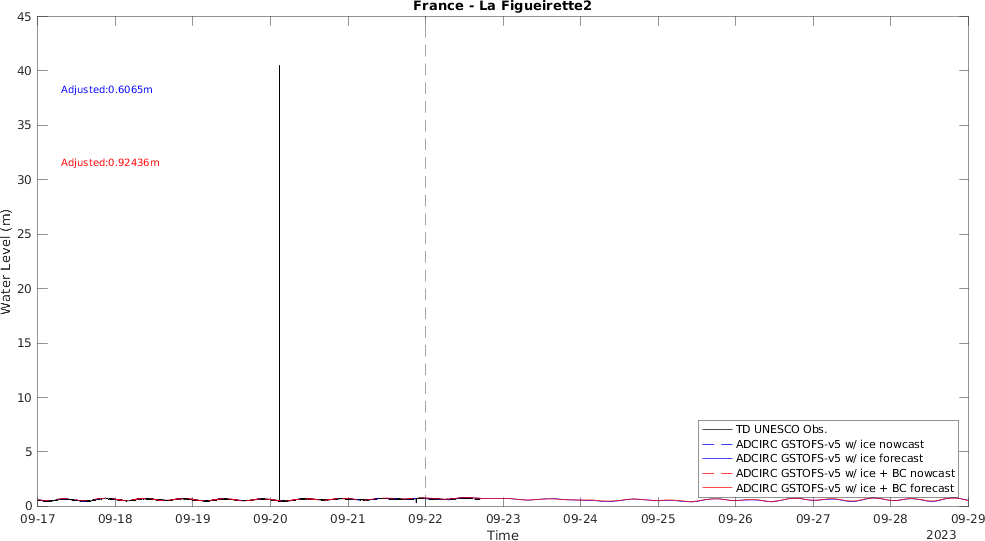 France - La Figueirette2
45
40
35
30
25
20
15
10
5
0
Water Level (m)
Adjusted:0.6065m
Adjusted:0.92436m
TD UNESCO Obs.
ADCIRC GSTOFS-v5 w/ ice nowcast
ADCIRC GSTOFS-v5 w/ ice forecast
ADCIRC GSTOFS-v5 w/ ice + BC nowcast
ADCIRC GSTOFS-v5 w/ ice + BC forecast
09-17 09-18 09-19 09-20 09-21 09-22 09-23 09-24 09-25 09-26 09-27 09-28 09-29
Time
2023